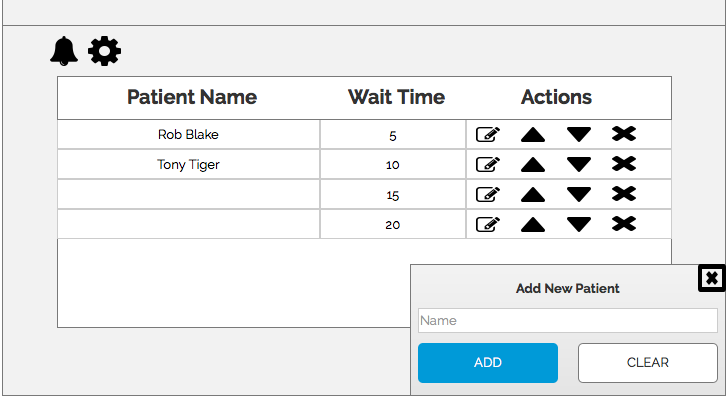 Patient Name Wait Time Actions
Rob Blake 5
Tony Tiger 10
15
20
Add New Patient
Name
ADD CLEAR